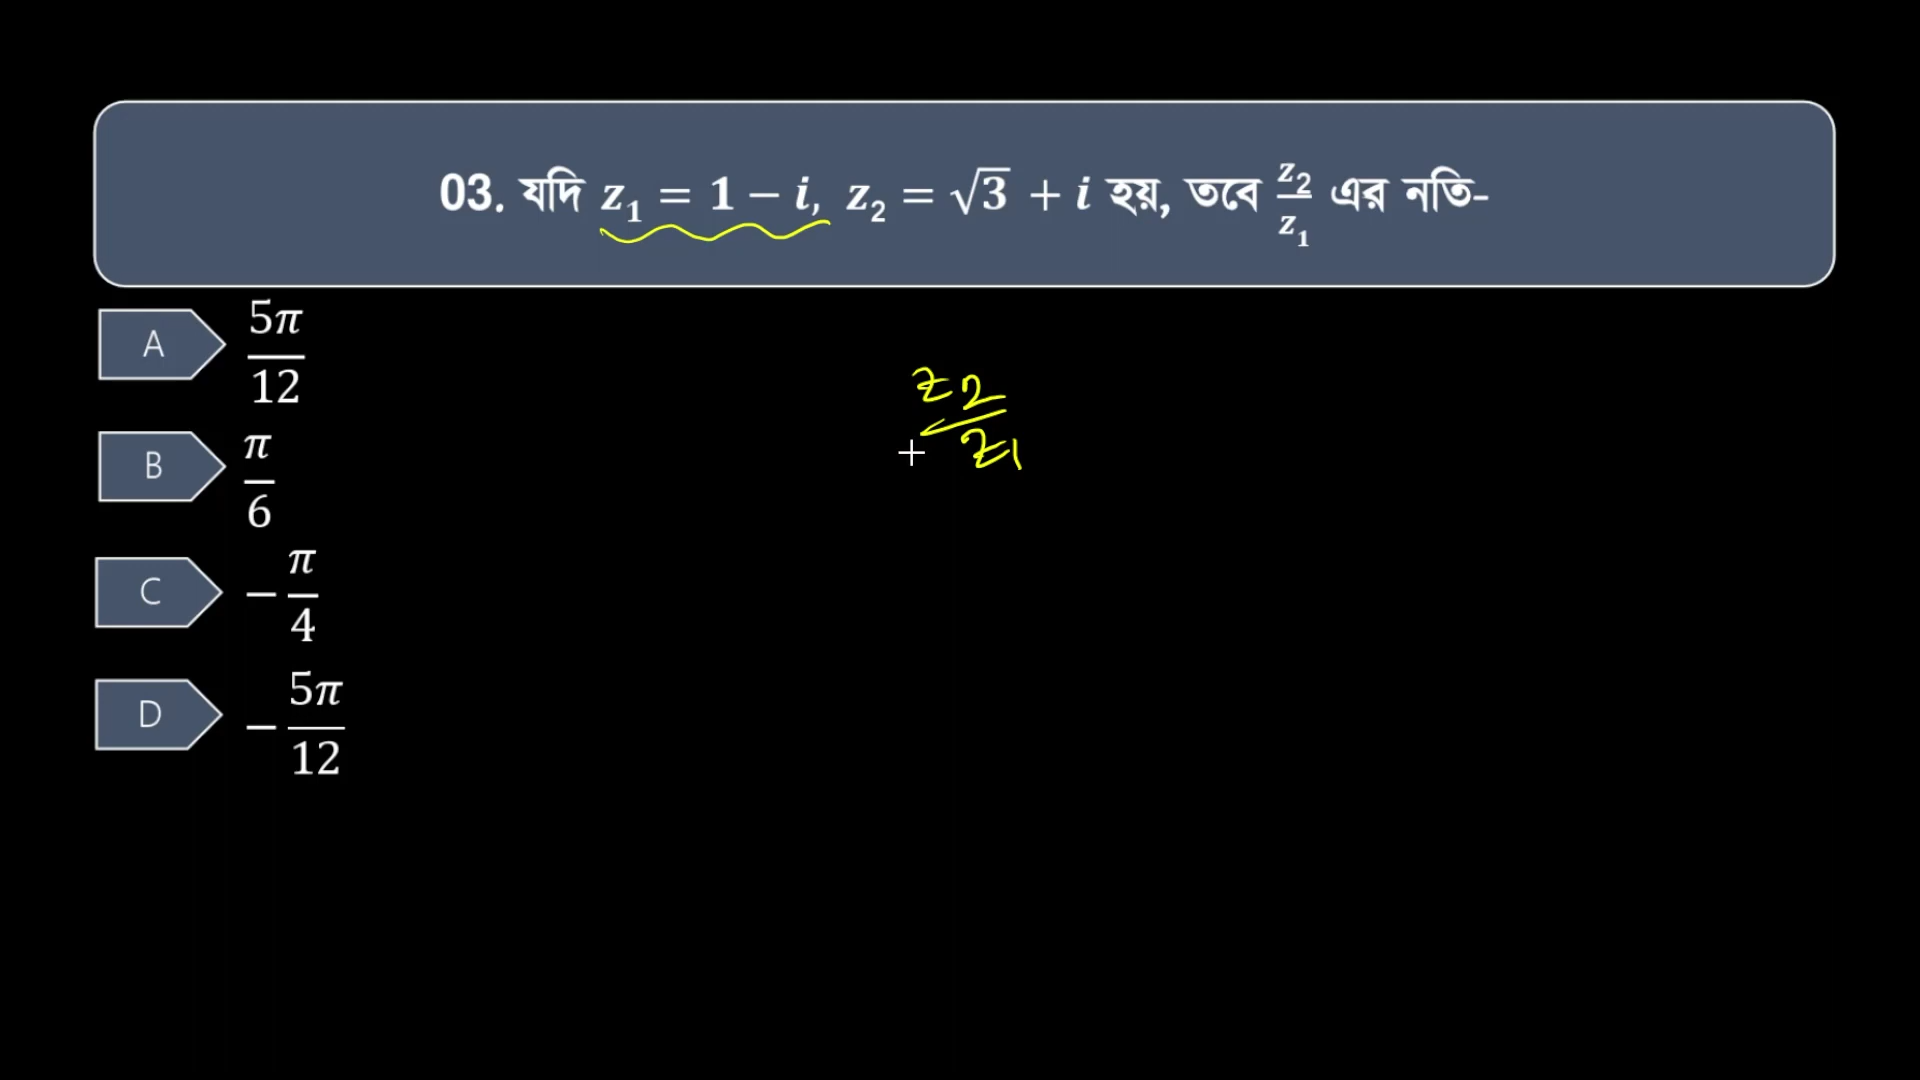 03. যদি z₁ = 1 − i, z₂ = √3 + i হয়, তবে z₂/z₁ এর নতি-
A 5π/12
z₂/z₁
B π/6
C −π/4
D −5π/12